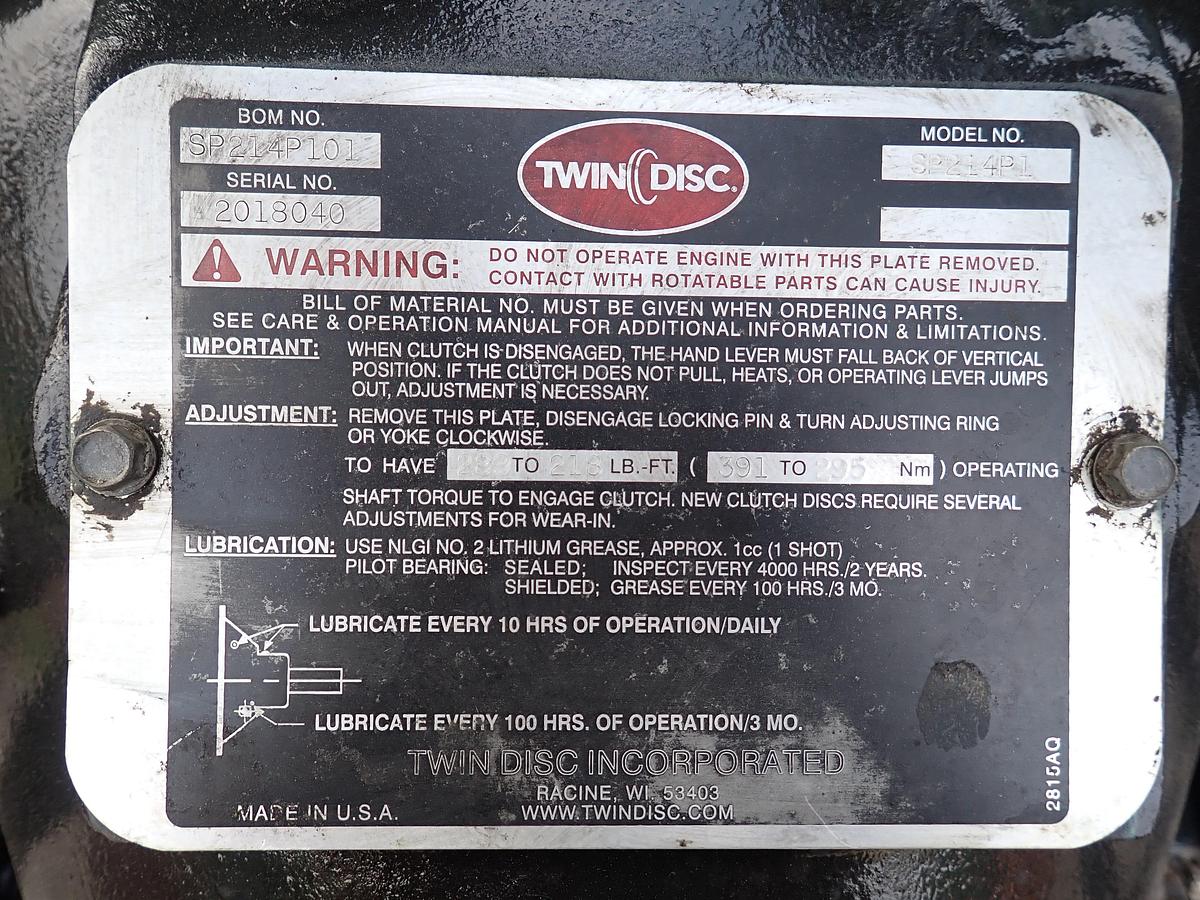 BOM NO.
SP214P101
SERIAL NO.
2018040
TWIN DISC®
MODEL NO.
SP214P1
WARNING: DO NOT OPERATE ENGINE WITH THIS PLATE REMOVED.
CONTACT WITH ROTATABLE PARTS CAN CAUSE INJURY.
BILL OF MATERIAL NO. MUST BE GIVEN WHEN ORDERING PARTS.
SEE CARE & OPERATION MANUAL FOR ADDITIONAL INFORMATION & LIMITATIONS.
IMPORTANT: WHEN CLUTCH IS DISENGAGED, THE HAND LEVER MUST FALL BACK OF VERTICAL
POSITION. IF THE CLUTCH DOES NOT PULL, HEATS, OR OPERATING LEVER JUMPS
OUT, ADJUSTMENT IS NECESSARY.
ADJUSTMENT: REMOVE THIS PLATE, DISENGAGE LOCKING PIN & TURN ADJUSTING RING
OR YOKE CLOCKWISE.
TO HAVE TO LB.-FT. ( 391 TO 295 Nm ) OPERATING
SHAFT TORQUE TO ENGAGE CLUTCH. NEW CLUTCH DISCS REQUIRE SEVERAL
ADJUSTMENTS FOR WEAR-IN.
LUBRICATION: USE NLGI NO. 2 LITHIUM GREASE, APPROX. 1cc (1 SHOT)
PILOT BEARING: SEALED; INSPECT EVERY 4000 HRS./2 YEARS.
SHIELDED; GREASE EVERY 100 HRS./3 MO.
LUBRICATE EVERY 10 HRS OF OPERATION/DAILY
LUBRICATE EVERY 100 HRS. OF OPERATION/3 MO.
TWIN DISC INCORPORATED
RACINE, WI. 53403
WWW.TWINDISC.COM
MADE IN U.S.A.
2815AQ